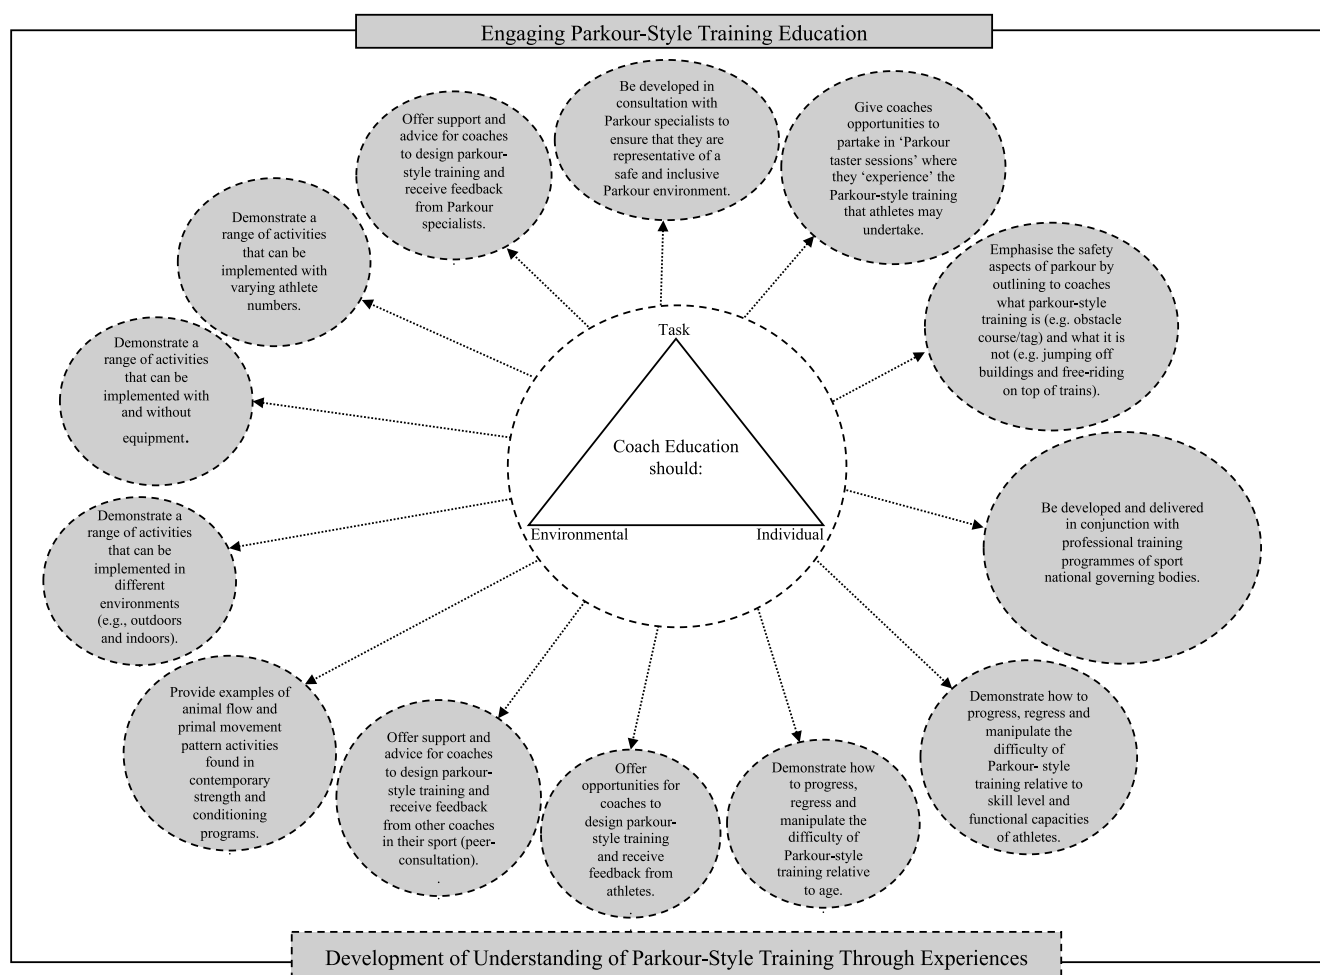 Engaging Parkour-Style Training Education
Be developed in
consultation with
Parkour specialists to
ensure that they are
representative of a
safe and inclusive
Parkour environment.
Give coaches
opportunities to
partake in ‘Parkour
taster sessions’ where
they ‘experience’ the
Parkour-style training
that athletes may
undertake.
Emphasise the safety
aspects of parkour by
outlining to coaches
what parkour-style
training is (e.g. obstacle
course/tag) and what it is
not (e.g. jumping off
buildings and free-riding
on top of trains).
Be developed and delivered
in conjunction with
professional training
programmes of sport
national governing bodies.
Demonstrate how to
progress, regress and
manipulate the
difficulty of
Parkour- style
training relative to
skill level and
functional capacities
of athletes.
Demonstrate how
to progress,
regress and
manipulate the
difficulty of
Parkour-style
training relative
to age.
Offer
opportunities for
coaches to
design parkour-
style training
and receive
feedback from
athletes.
Offer support and
advice for coaches
to design parkour-
style training and
receive feedback
from other coaches
in their sport (peer-
consultation).
Provide examples of
animal flow and
primal movement
pattern activities
found in
contemporary
strength and
conditioning
programs.
Demonstrate a
range of activities
that can be
implemented in
different
environments
(e.g., outdoors
and indoors).
Demonstrate a
range of activities
that can be
implemented with
and without
equipment.
Demonstrate a
range of activities
that can be
implemented with
varying athlete
numbers.
Offer support and
advice for coaches
to design parkour-
style training and
receive feedback
from Parkour
specialists.
Task
Coach Education
should:
Environmental
Individual
Development of Understanding of Parkour-Style Training Through Experiences